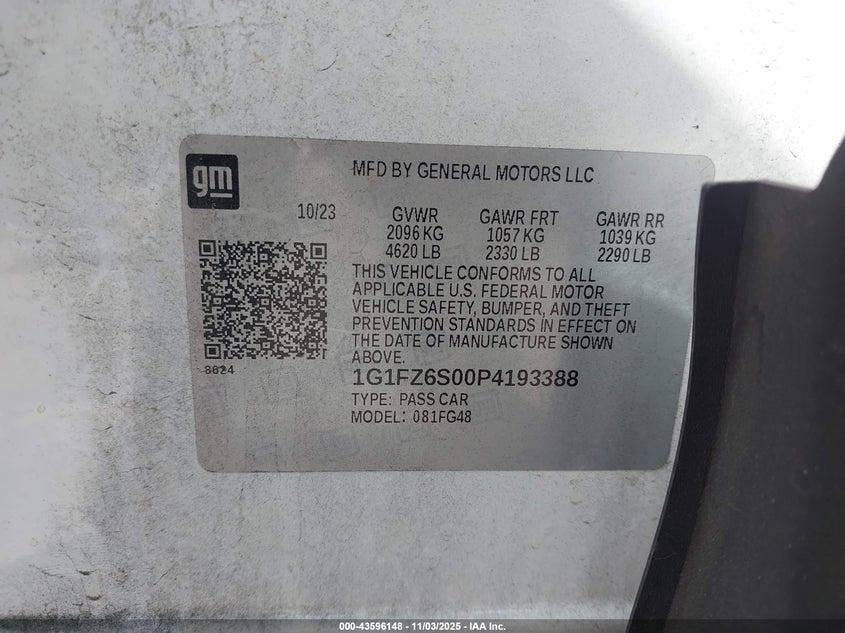 gm
MFD BY GENERAL MOTORS LLC
10/23
GVWR GAWR FRT GAWR RR
2096 KG 1057 KG 1039 KG
4620 LB 2330 LB 2290 LB
THIS VEHICLE CONFORMS TO ALL
APPLICABLE U.S. FEDERAL MOTOR
VEHICLE SAFETY, BUMPER, AND THEFT
PREVENTION STANDARDS IN EFFECT ON
THE DATE OF MANUFACTURE SHOWN
ABOVE.
8624
1G1FZ6S00P4193388
TYPE: PASS CAR
MODEL: 081FG48
000-43596148 - 11/03/2025 - IAA Inc.